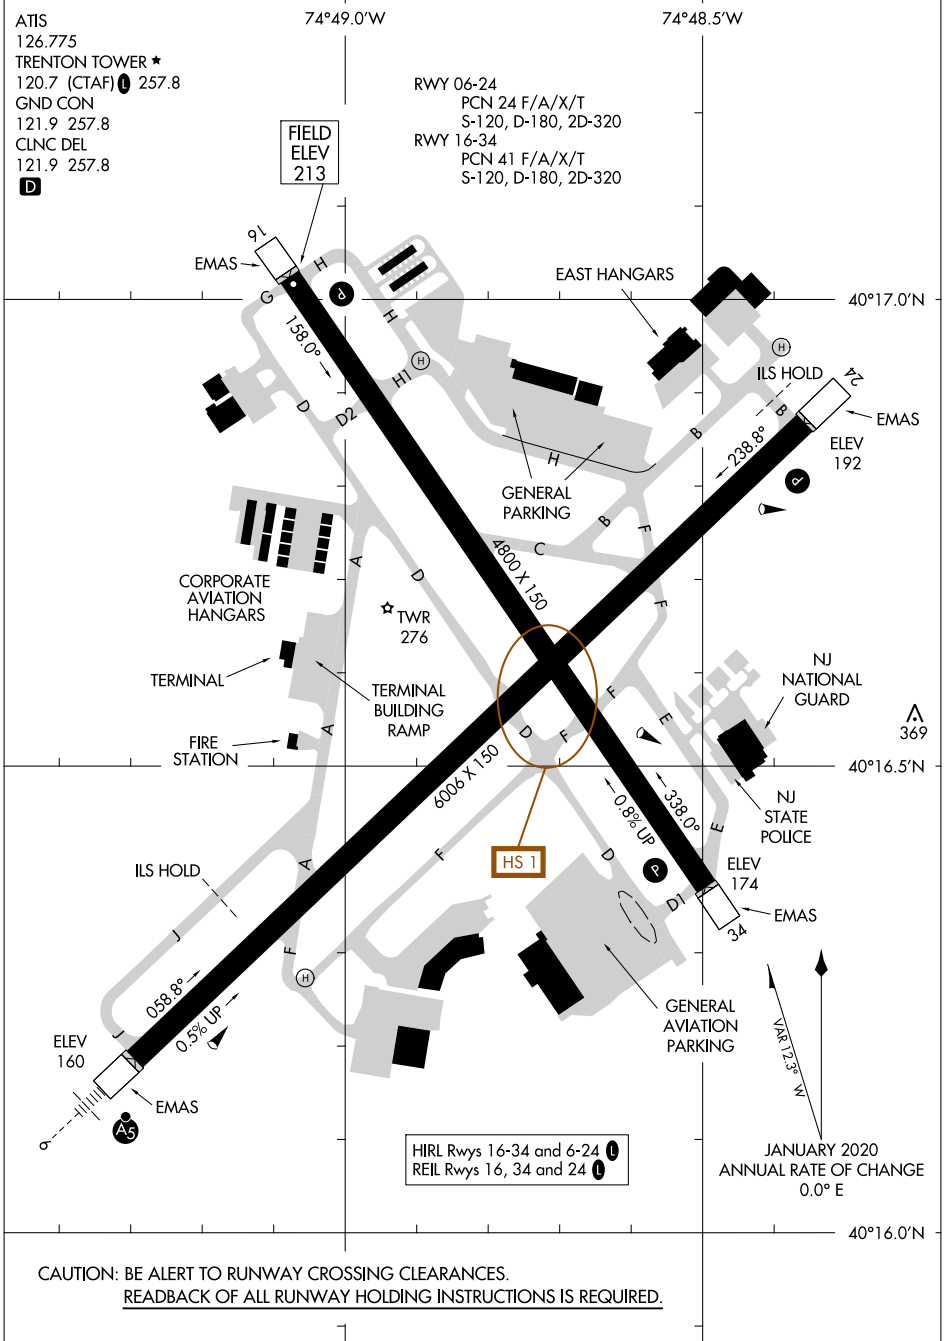 ATIS
126.775
TRENTON TOWER ★
120.7 (CTAF) L 257.8
GND CON
121.9 257.8
CLNC DEL
121.9 257.8
D
74°49.0'W
74°48.5'W
RWY 06-24
PCN 24 F/A/X/T
S-120, D-180, 2D-320
RWY 16-34
PCN 41 F/A/X/T
S-120, D-180, 2D-320
FIELD
ELEV
213
16
EMAS
H
G
P
H
EAST HANGARS
40°17.0'N
158.0°
H
H1
H
ILS HOLD
24
D
D2
B
B
EMAS
238.8°
ELEV
192
H
P
GENERAL
PARKING
B
F
A
D
C
4800 X 150
CORPORATE
AVIATION
HANGARS
F
TWR
276
TERMINAL
TERMINAL
BUILDING
RAMP
NJ
NATIONAL
GUARD
F
E
369
A
FIRE
STATION
D
F
6006 X 150
40°16.5'N
338.0°
0.8% UP
NJ
STATE
POLICE
E
HS 1
F
D
A
ILS HOLD
P
ELEV
174
D1
EMAS
34
J
F
H
058.8°
0.5% UP
J
ELEV
160
GENERAL
AVIATION
PARKING
VAR 12.3° W
EMAS
A5
6
HIRL Rwys 16-34 and 6-24 L
REIL Rwys 16, 34 and 24 L
JANUARY 2020
ANNUAL RATE OF CHANGE
0.0° E
40°16.0'N
CAUTION: BE ALERT TO RUNWAY CROSSING CLEARANCES.
READBACK OF ALL RUNWAY HOLDING INSTRUCTIONS IS REQUIRED.